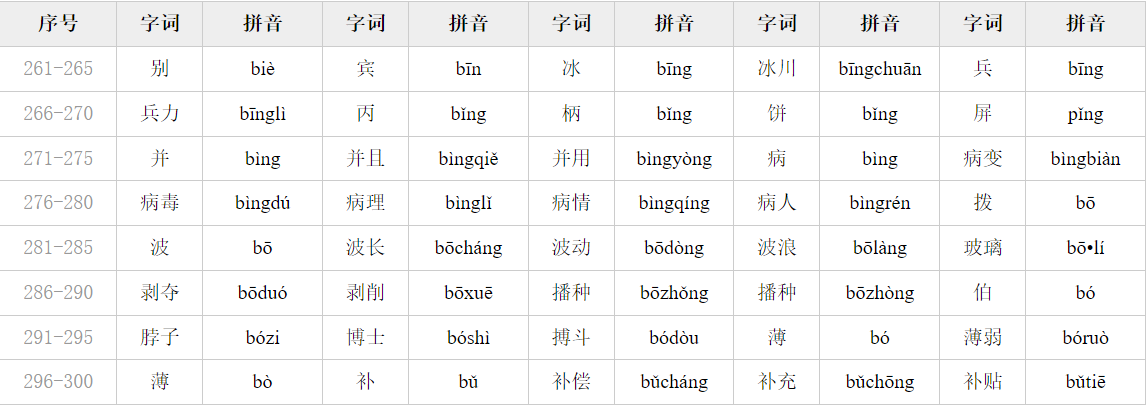 序号 字词 拼音 字词 拼音 字词 拼音 字词 拼音 字词 拼音
261-265 别 biè 宾 bīn 冰 bīng 冰川 bīngchuān 兵 bīng
266-270 兵力 bīnglì 丙 bǐng 柄 bǐng 饼 bǐng 屏 pǐng
271-275 并 bìng 并且 bìngqiě 并用 bìngyòng 病 bìng 病变 bìngbiàn
276-280 病毒 bìngdú 病理 bìnglǐ 病情 bìngqíng 病人 bìngrén 拨 bō
281-285 波 bō 波长 bōcháng 波动 bōdòng 波浪 bōlàng 玻璃 bō•lí
286-290 剥夺 bōduó 剥削 bōxuē 播种 bōzhǒng 播种 bōzhòng 伯 bó
291-295 脖子 bózi 博士 bóshì 搏斗 bódòu 薄 bó 薄弱 bóruò
296-300 薄 bò 补 bǔ 补偿 bǔcháng 补充 bǔchōng 补贴 bǔtiē